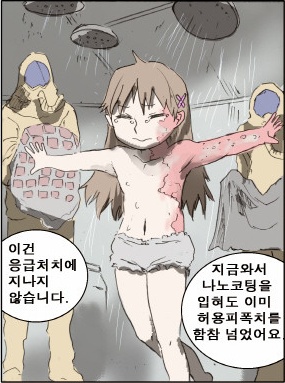 이건
응급처치에
지나지
않습니다.
지금와서
나노코팅을
입혀도 이미
허용피폭치를
함참 넘었어요